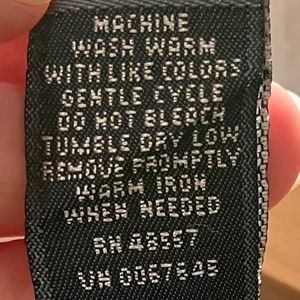 MACHINE
WASH WARM
WITH LIKE COLORS
GENTLE CYCLE
DO NOT BLEACH
TUMBLE DRY LOW
REMOVE PROMPTLY
WARM IRON
WHEN NEEDED
RN 48557
VN 0057645